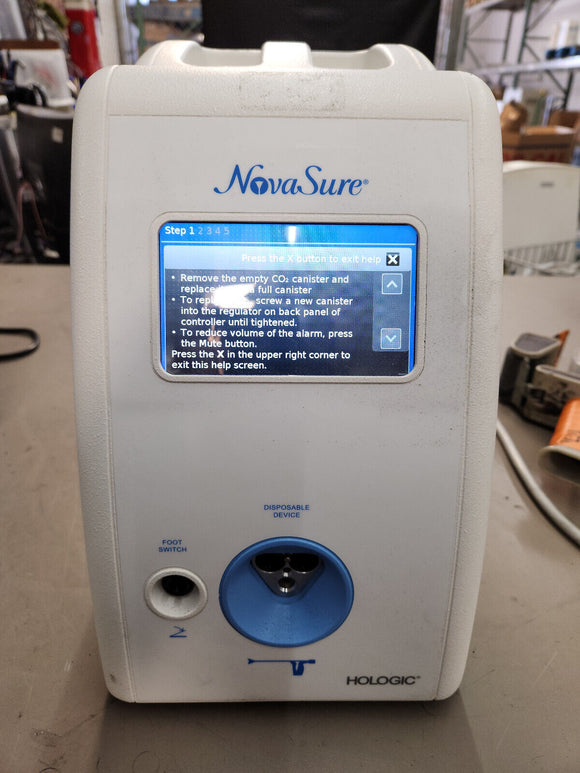 NovaSure®
Step 1 2 3 4 5
Press the X button to exit help X
• Remove the empty CO₂ canister and
replace a full canister
• To screw a new canister
into the regulator on back panel of
controller until tightened.
• To reduce volume of the alarm, press
the Mute button.
Press the X in the upper right corner to
exit this help screen.
DISPOSABLE
DEVICE
FOOT
SWITCH
HOLOGIC®